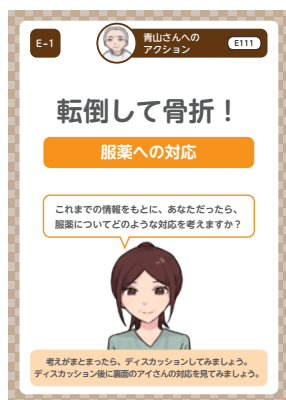 E-1
青山さんへの
アクション
E111
転倒して骨折！
服薬への対応
これまでの情報をもとに、あなただったら、
服薬についてどのような対応を考えますか？
考えがまとまったら、ディスカッションしてみましょう。
ディスカッション後に裏面のアイさんの対応を見てみましょう。